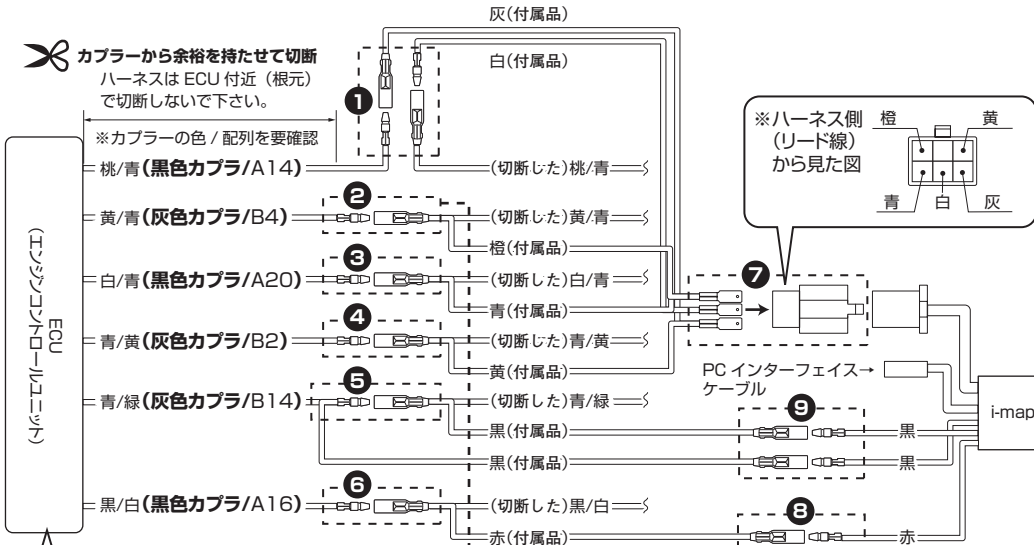 灰(付属品)
カプラーから余裕を持たせて切断
ハーネスは ECU 付近(根元)
で切断しないで下さい。
白(付属品)
❶
※カプラーの色 / 配列を要確認
※ハーネス側
(リード線)
から見た図
橙
黄
青
白
灰
ECU
(エンジンコントロールユニット)
桃/青(黒色カプラ/A14)
(切断した)桃/青
❷
黄/青(灰色カプラ/B4)
(切断した)黄/青
橙(付属品)
❸
白/青(黒色カプラ/A20)
(切断した)白/青
青(付属品)
❼
❹
青/黄(灰色カプラ/B2)
(切断した)青/黄
黄(付属品)
PC インターフェイス→
ケーブル
❺
青/緑(灰色カプラ/B14)
(切断した)青/緑
❾
i-map
黒(付属品)
黒
黒(付属品)
黒
❻
黒/白(黒色カプラ/A16)
(切断した)黒/白
❽
赤(付属品)
赤